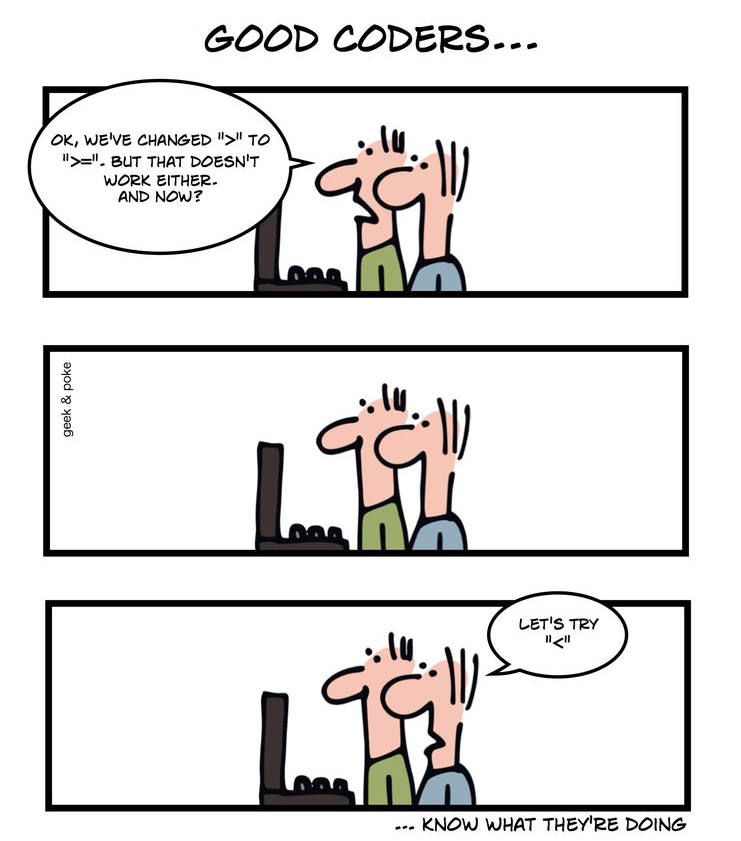 GOOD CODERS...
OK, WE'VE CHANGED ">" TO
">=". BUT THAT DOESN'T
WORK EITHER.
AND NOW?
geek & poke
LET'S TRY
"<"
... KNOW WHAT THEY'RE DOING